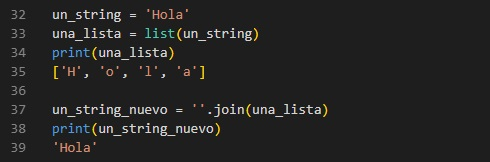 32 un_string = 'Hola'
33 una_lista = list(un_string)
34 print(una_lista)
35 ['H', 'o', 'l', 'a']
36
37 un_string_nuevo = ''.join(una_lista)
38 print(un_string_nuevo)
39 'Hola'